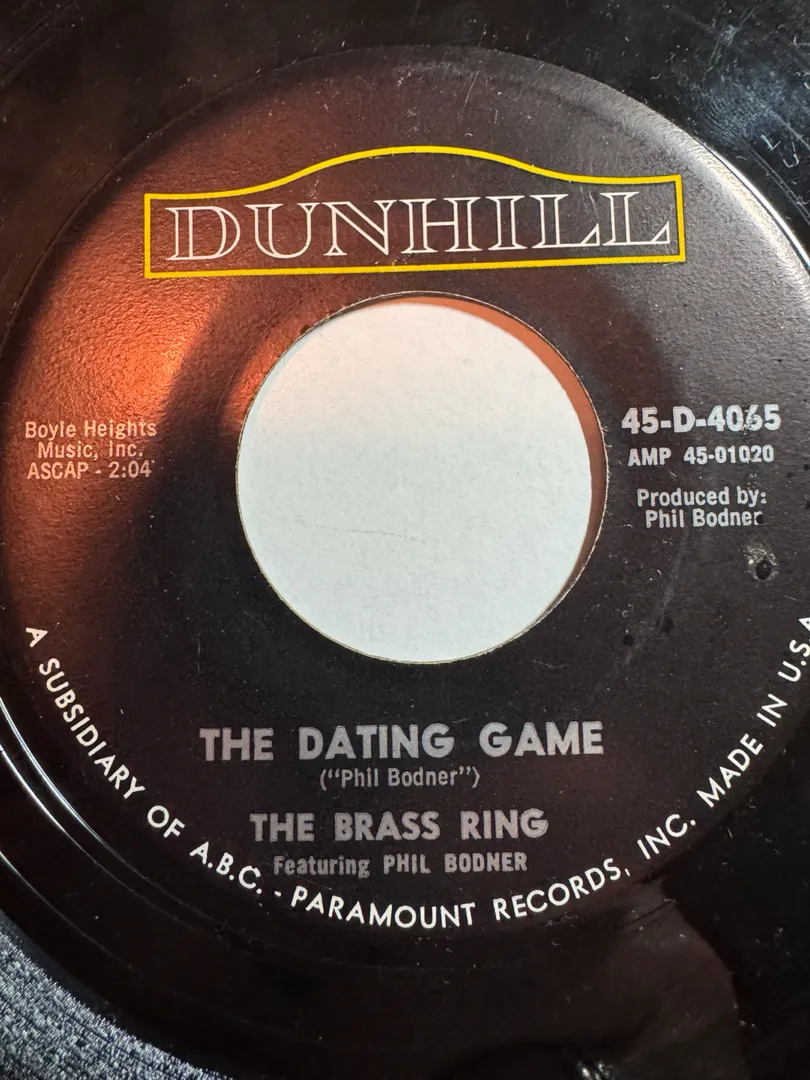 DUNHILL
Boyle Heights
Music, Inc.
ASCAP - 2:04
45-D-4065
AMP 45-01020
Produced by:
Phil Bodner
THE DATING GAME
("Phil Bodner")
THE BRASS RING
Featuring PHIL BODNER
A SUBSIDIARY OF A.B.C. - PARAMOUNT RECORDS, INC. MADE IN U.S.A